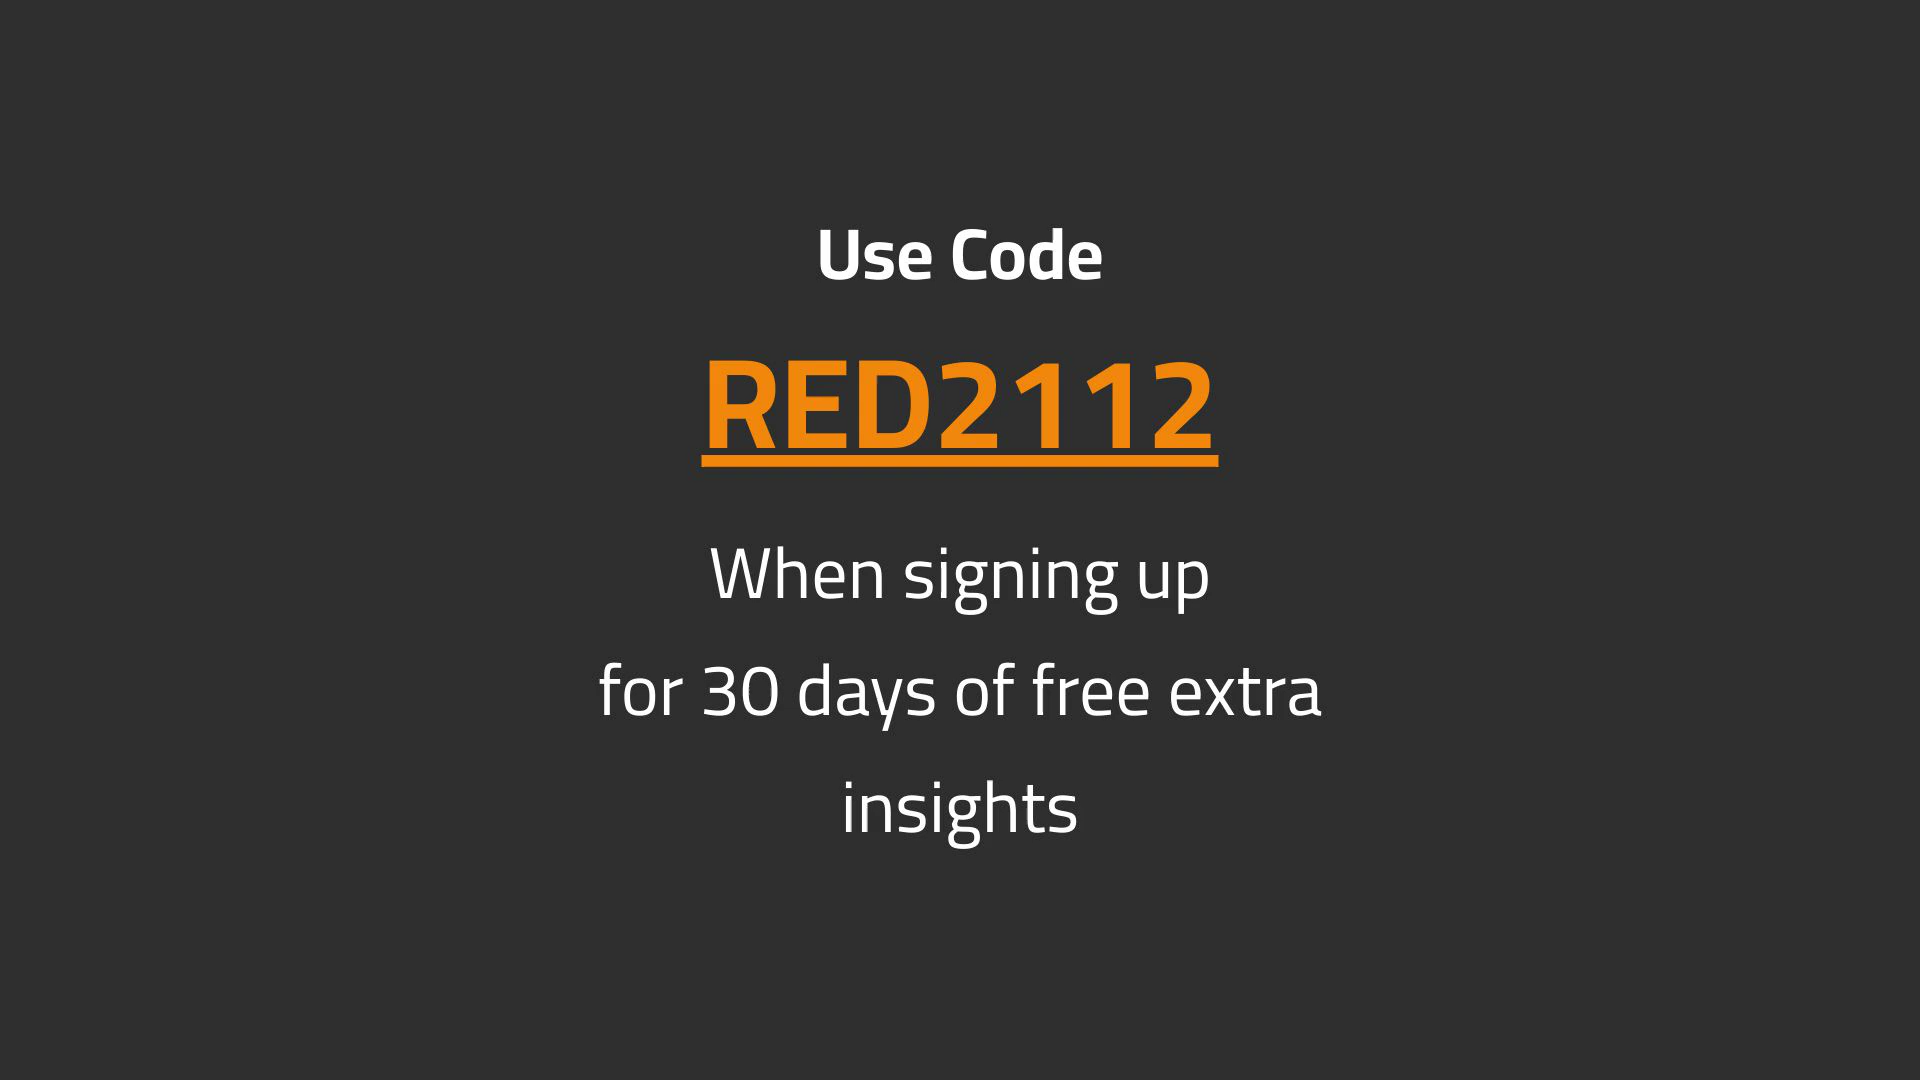 Use Code
RED2112
When signing up
for 30 days of free extra
insights